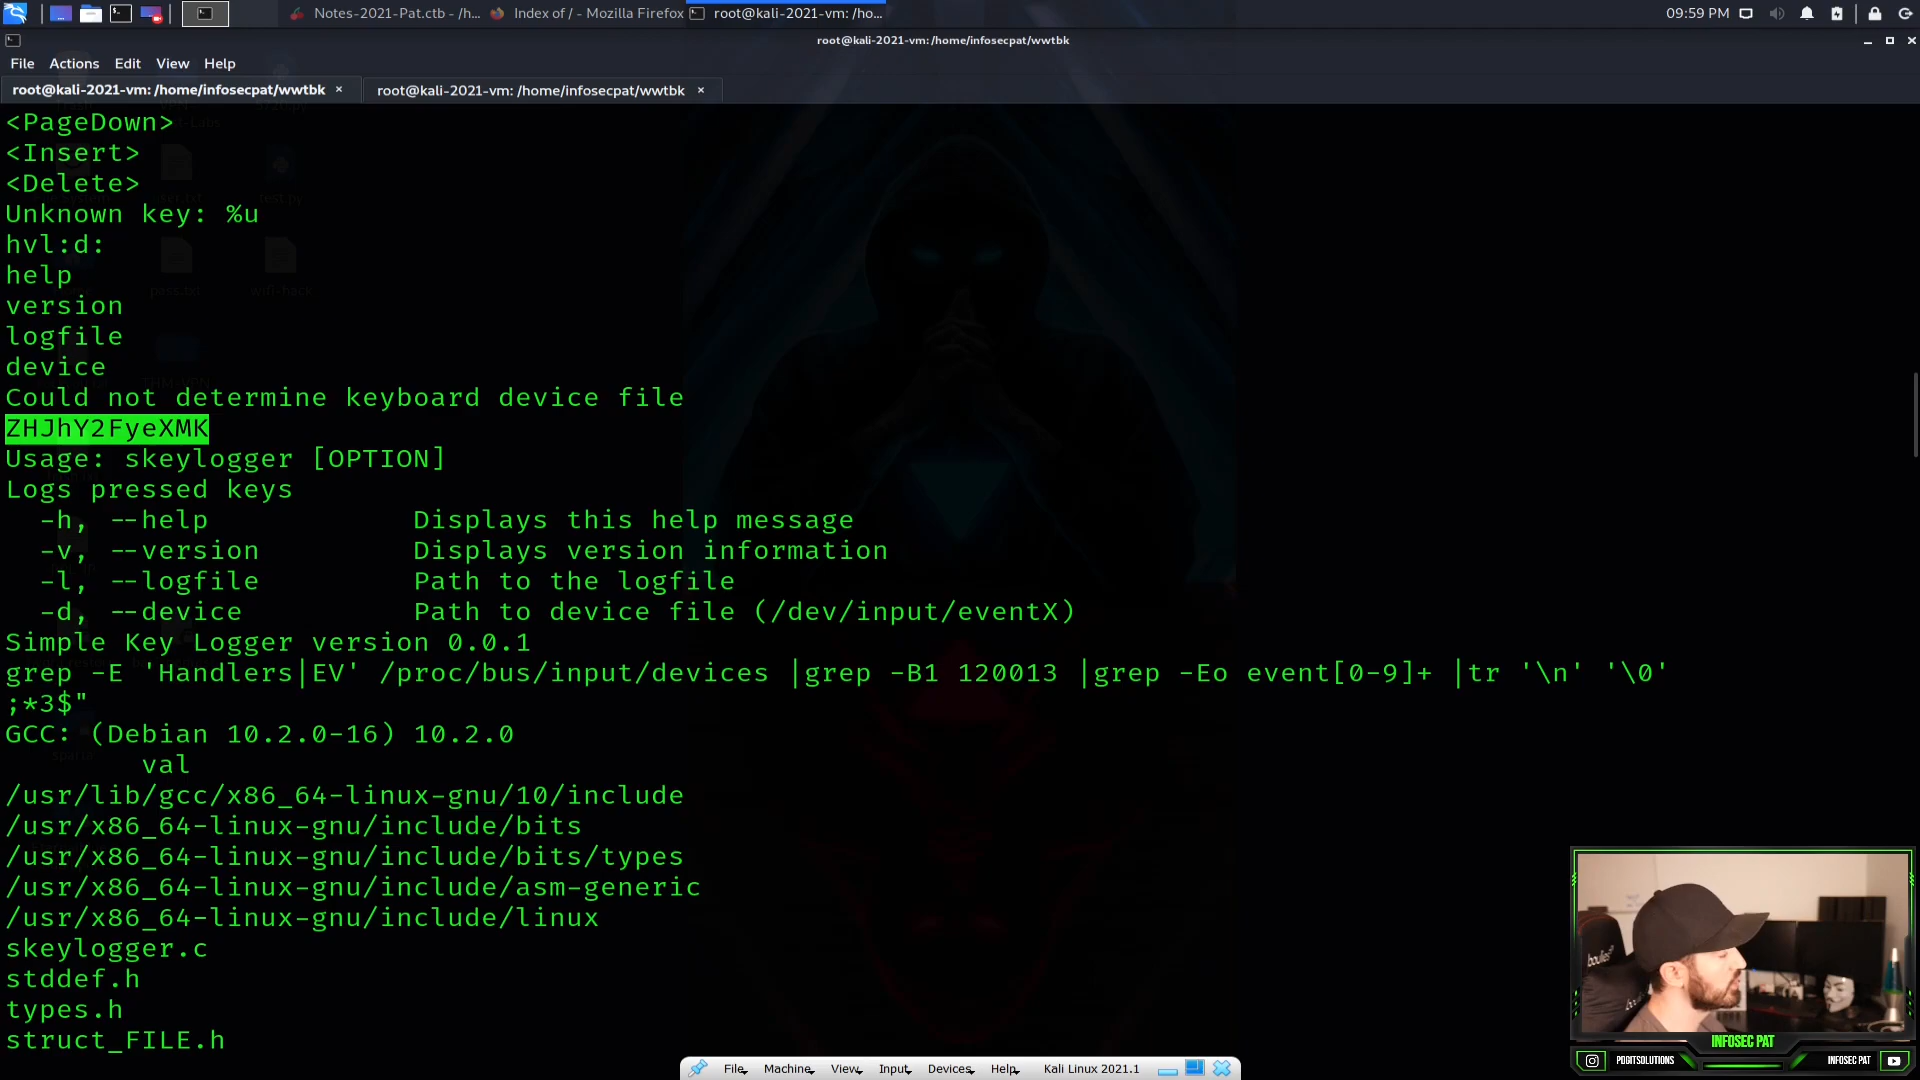 Notes-2021-Pat.ctb - /h...
Index of / - Mozilla Firefox
root@kali-2021-vm: /ho...
09:59 PM
root@kali-2021-vm: /home/infosecpat/wwtbk
File Actions Edit View Help
root@kali-2021-vm: /home/infosecpat/wwtbk ×
root@kali-2021-vm: /home/infosecpat/wwtbk ×
<PageDown>
<Insert>
<Delete>
Unknown key: %u
hvl:d:
help
version
logfile
device
Could not determine keyboard device file
ZHJhY2FyeXMK
Usage: skeylogger [OPTION]
Logs pressed keys
-h, --help Displays this help message
-v, --version Displays version information
-l, --logfile Path to the logfile
-d, --device Path to device file (/dev/input/eventX)
Simple Key Logger version 0.0.1
grep -E 'Handlers|EV' /proc/bus/input/devices |grep -B1 120013 |grep -Eo event[0-9]+ |tr '\n' '\0'
;*3$"
GCC: (Debian 10.2.0-16) 10.2.0
val
/usr/lib/gcc/x86_64-linux-gnu/10/include
/usr/x86_64-linux-gnu/include/bits
/usr/x86_64-linux-gnu/include/bits/types
/usr/x86_64-linux-gnu/include/asm-generic
/usr/x86_64-linux-gnu/include/linux
skeylogger.c
stddef.h
types.h
struct_FILE.h
INFOSEC PAT
PDDITSOLUTIONS
INFOSEC PAT
File Machine View Input Devices Help Kali Linux 2021.1